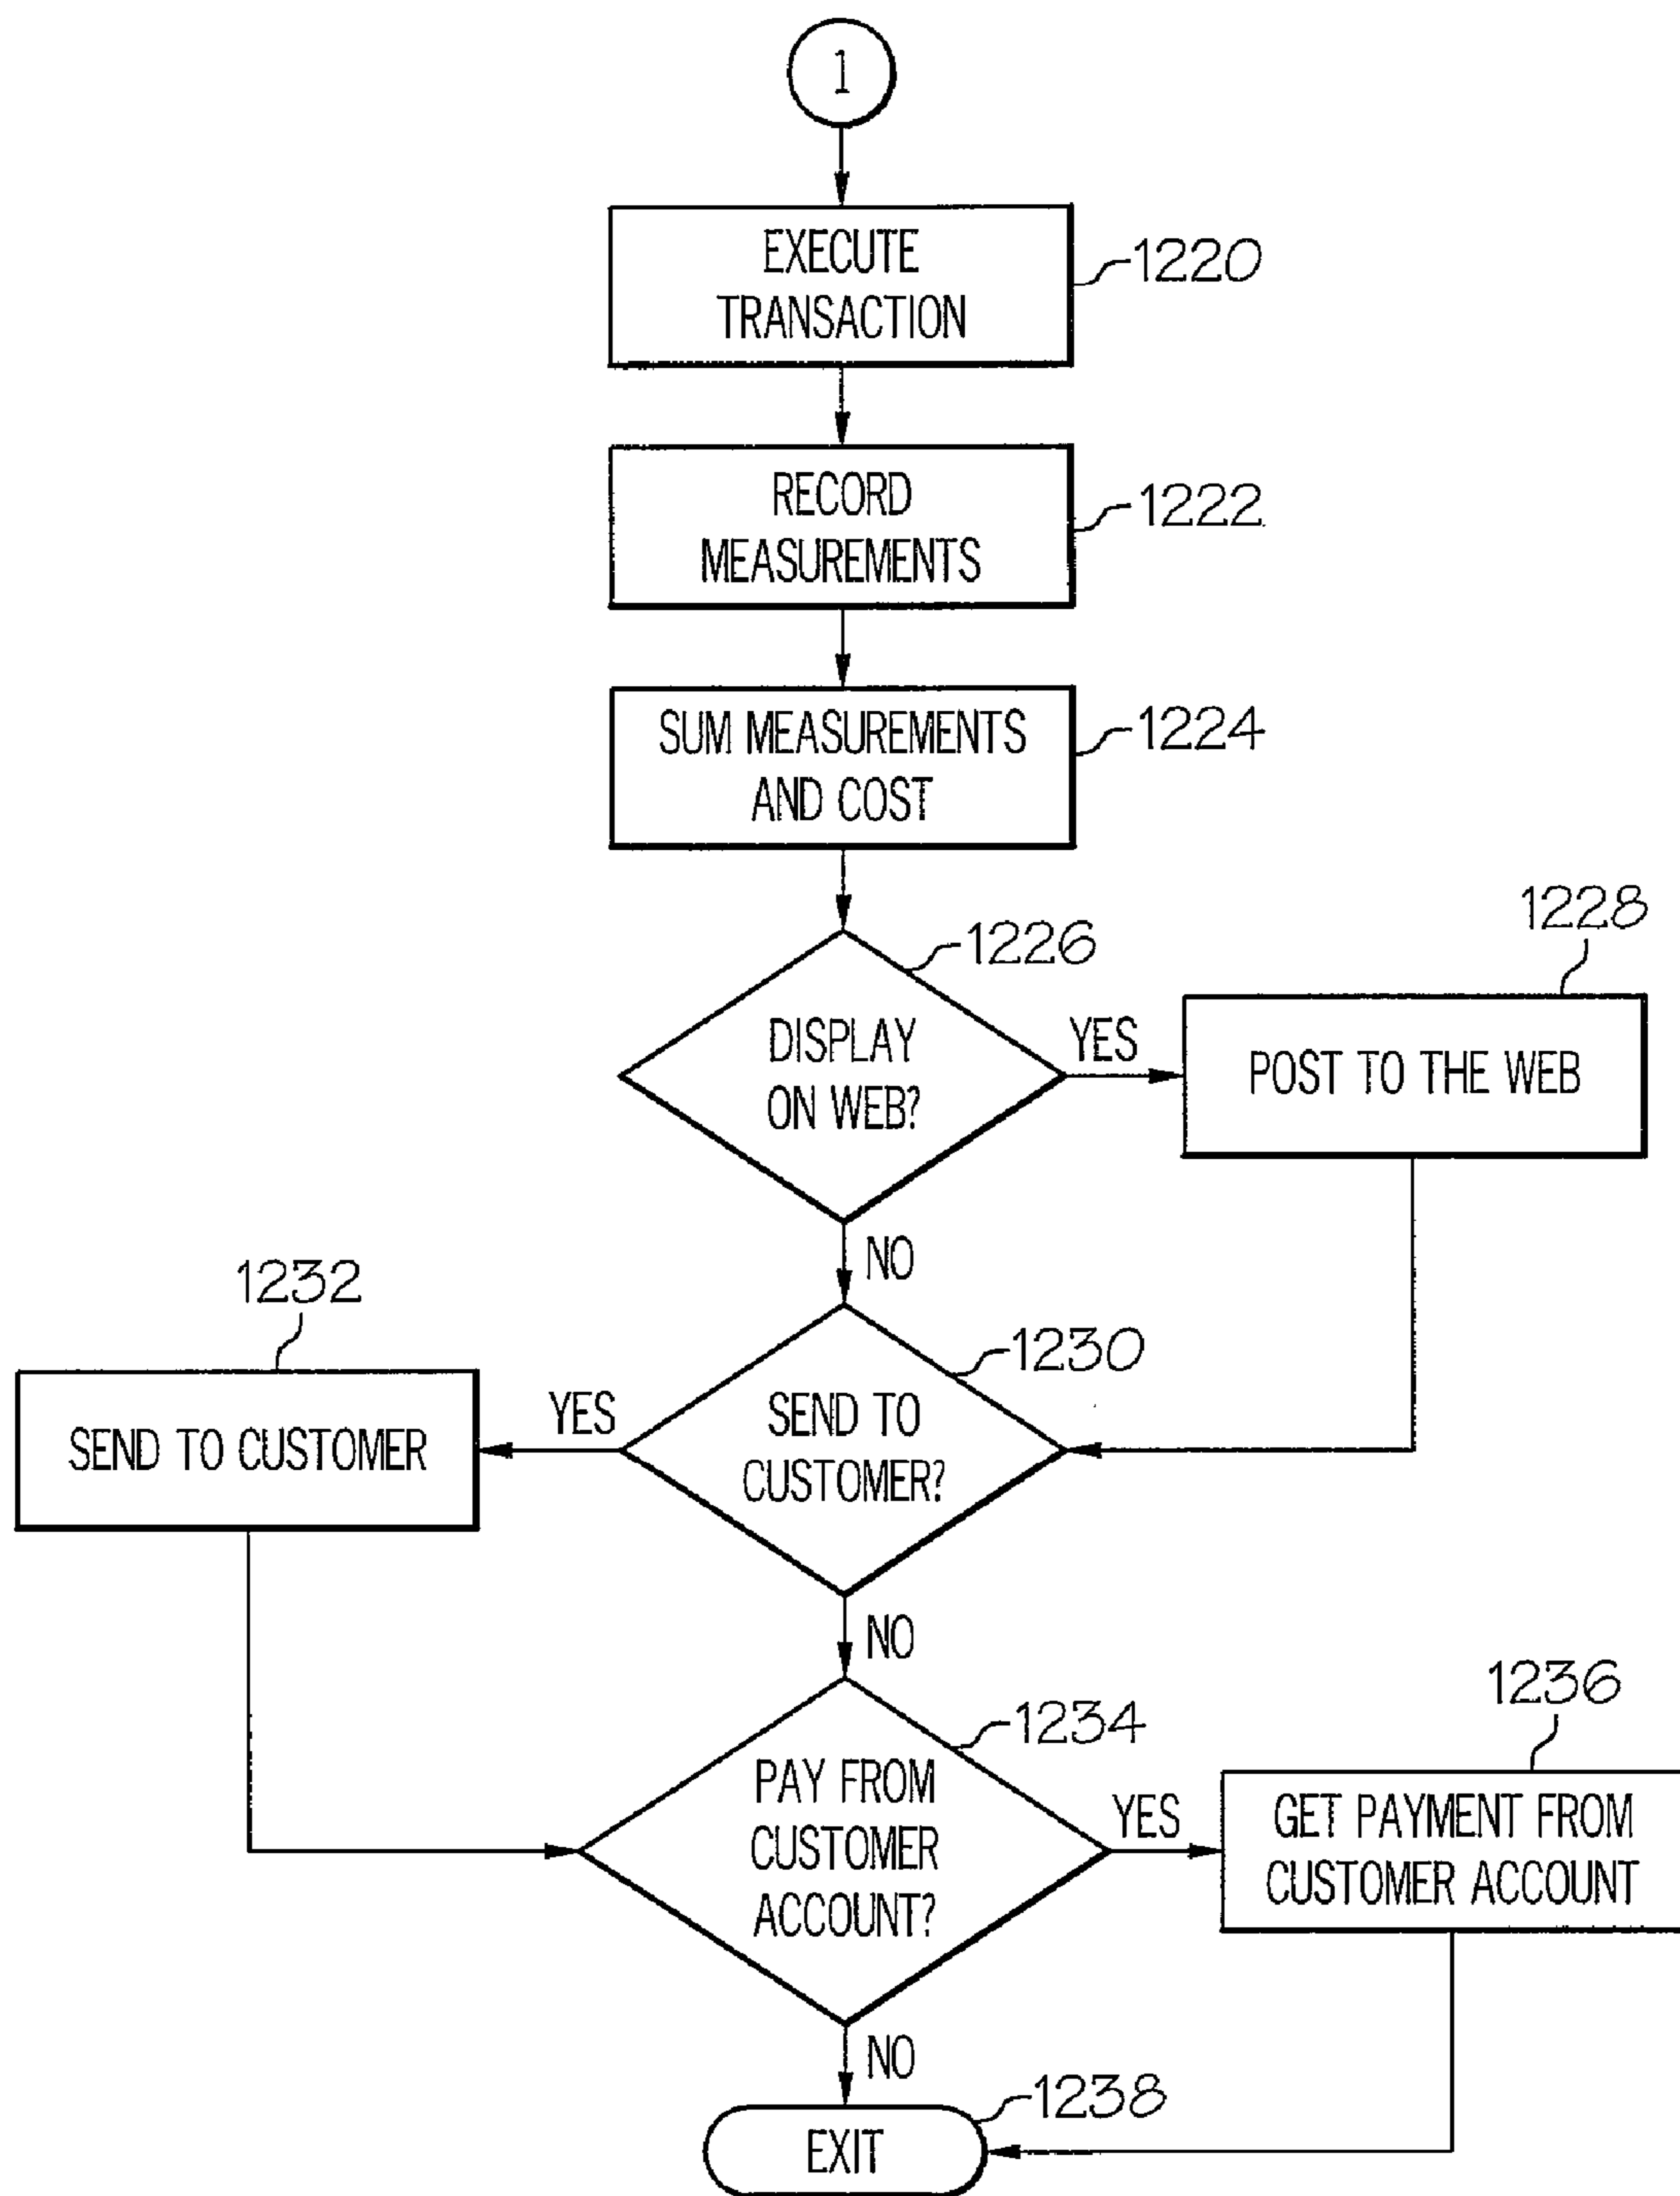 1
EXECUTE
TRANSACTION
1220
RECORD
MEASUREMENTS
1222
SUM MEASUREMENTS
AND COST
1224
1226
DISPLAY
ON WEB?
YES
1228
POST TO THE WEB
NO
1230
SEND TO
CUSTOMER?
YES
1232
SEND TO CUSTOMER
NO
1234
PAY FROM
CUSTOMER
ACCOUNT?
YES
1236
GET PAYMENT FROM
CUSTOMER ACCOUNT
NO
1238
EXIT